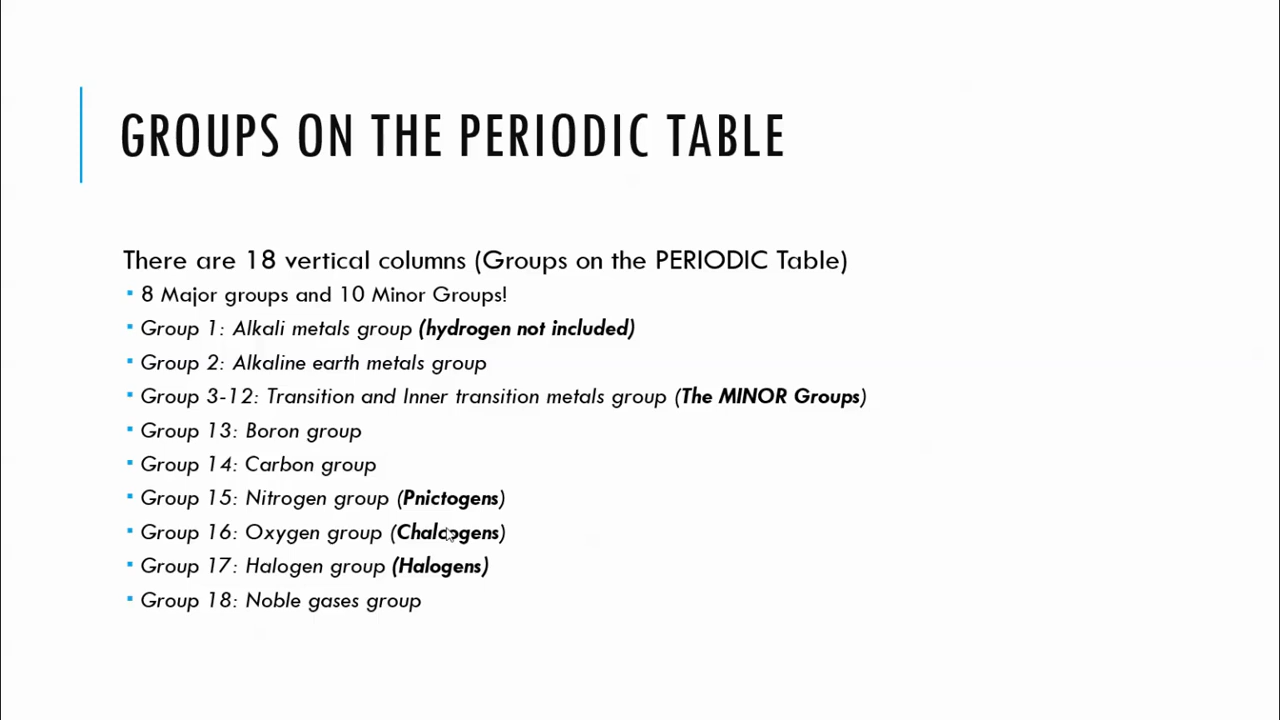 GROUPS ON THE PERIODIC TABLE
There are 18 vertical columns (Groups on the PERIODIC Table)
▪ 8 Major groups and 10 Minor Groups!
▪ Group 1: Alkali metals group (hydrogen not included)
▪ Group 2: Alkaline earth metals group
▪ Group 3-12: Transition and Inner transition metals group (The MINOR Groups)
▪ Group 13: Boron group
▪ Group 14: Carbon group
▪ Group 15: Nitrogen group (Pnictogens)
▪ Group 16: Oxygen group (Chalcogens)
▪ Group 17: Halogen group (Halogens)
▪ Group 18: Noble gases group